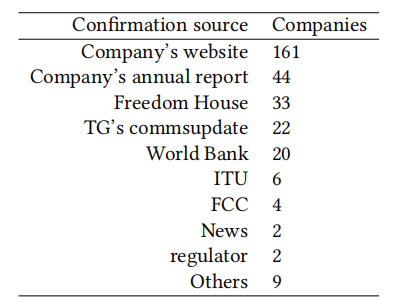 Confirmation source Companies
Company's website 161
Company's annual report 44
Freedom House 33
TG's commsupdate 22
World Bank 20
ITU 6
FCC 4
News 2
regulator 2
Others 9